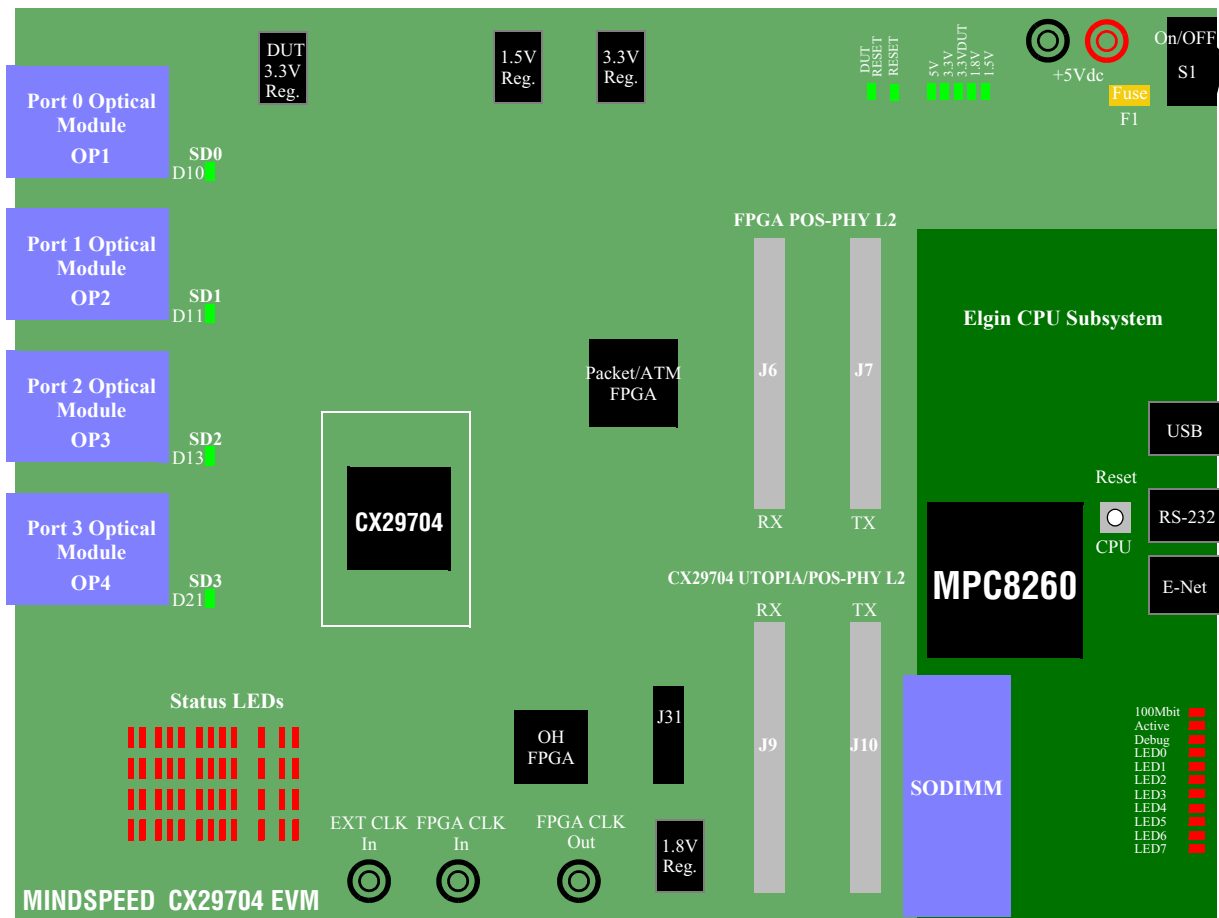 DUT
3.3V
Reg.
1.5V
Reg.
3.3V
Reg.
DUT
RESET
RESET
5V
3.3V
3.3VDUT
1.8V
1.5V
+5Vdc
Fuse
F1
On/OFF
S1
Port 0 Optical
Module
OP1
SD0
D10
Port 1 Optical
Module
OP2
SD1
D11
Port 2 Optical
Module
OP3
SD2
D13
Port 3 Optical
Module
OP4
SD3
D21
FPGA POS-PHY L2
J6
J7
RX
TX
Packet/ATM
FPGA
CX29704
Elgin CPU Subsystem
USB
Reset
CPU
RS-232
E-Net
MPC8260
CX29704 UTOPIA/POS-PHY L2
RX
TX
J9
J10
J31
OH
FPGA
1.8V
Reg.
SODIMM
100Mbit
Active
Debug
LED0
LED1
LED2
LED3
LED4
LED5
LED6
LED7
Status LEDs
EXT CLK
In
FPGA CLK
In
FPGA CLK
Out
MINDSPEED CX29704 EVM